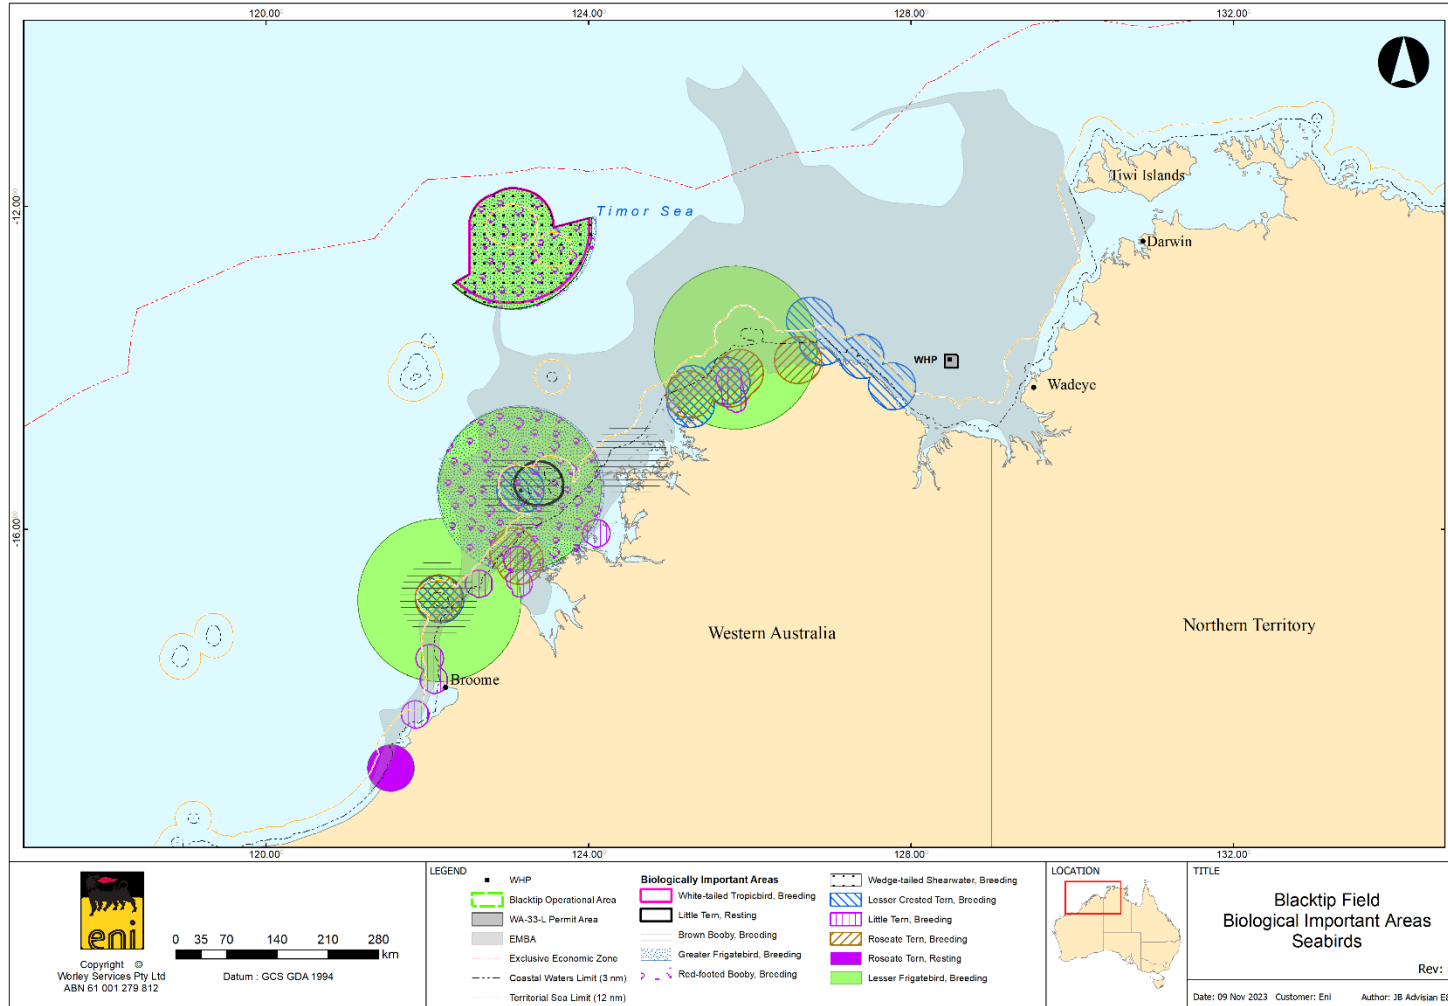 120.00°
124.00°
128.00°
132.00°
-12.00°
-16.00°
Timor Sea
Tiwi Islands
Darwin
WHP
Wadeye
Western Australia
Northern Territory
Broome
120.00°
124.00°
128.00°
132.00°
eni
Copyright ©
Worley Services Pty Ltd
ABN 61 001 279 812
0 35 70 140 210 280
km
Datum : GCS GDA 1994
LEGEND
WHP
Blacktip Operational Area
WA-33-L Permit Area
EMBA
Exclusive Economic Zone
Coastal Waters Limit (3 nm)
Territorial Sea Limit (12 nm)
Biologically Important Areas
White-tailed Tropicbird, Breeding
Little Tern, Resting
Brown Booby, Breeding
Greater Frigatebird, Breeding
Red-footed Booby, Breeding
Wedge-tailed Shearwater, Breeding
Lesser Crested Tern, Breeding
Little Tern, Breeding
Roseate Tern, Breeding
Roseate Tern, Resting
Lesser Frigatebird, Breeding
LOCATION
TITLE
Blacktip Field
Biological Important Areas
Seabirds
Rev:
Date: 09 Nov 2023 Customer: Eni Author: JB Advisian